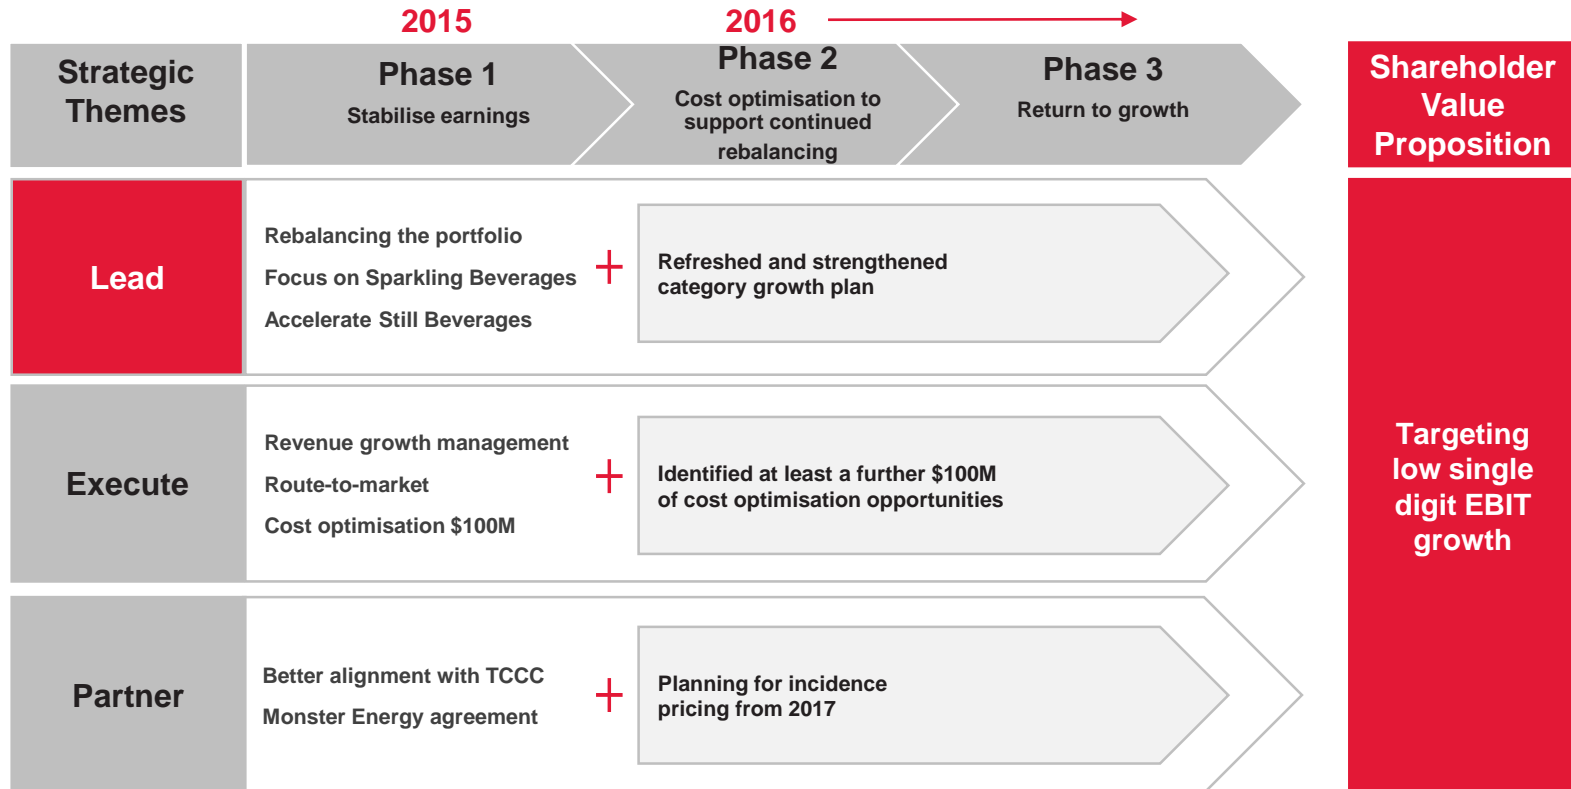 2015
2016
Strategic
Themes
Phase 1
Stabilise earnings
Phase 2
Cost optimisation to
support continued
rebalancing
Phase 3
Return to growth
Shareholder
Value
Proposition
Lead
Rebalancing the portfolio
Focus on Sparkling Beverages
Accelerate Still Beverages
+
Refreshed and strengthened
category growth plan
Execute
Revenue growth management
Route-to-market
Cost optimisation $100M
+
Identified at least a further $100M
of cost optimisation opportunities
Partner
Better alignment with TCCC
Monster Energy agreement
+
Planning for incidence
pricing from 2017
Targeting
low single
digit EBIT
growth